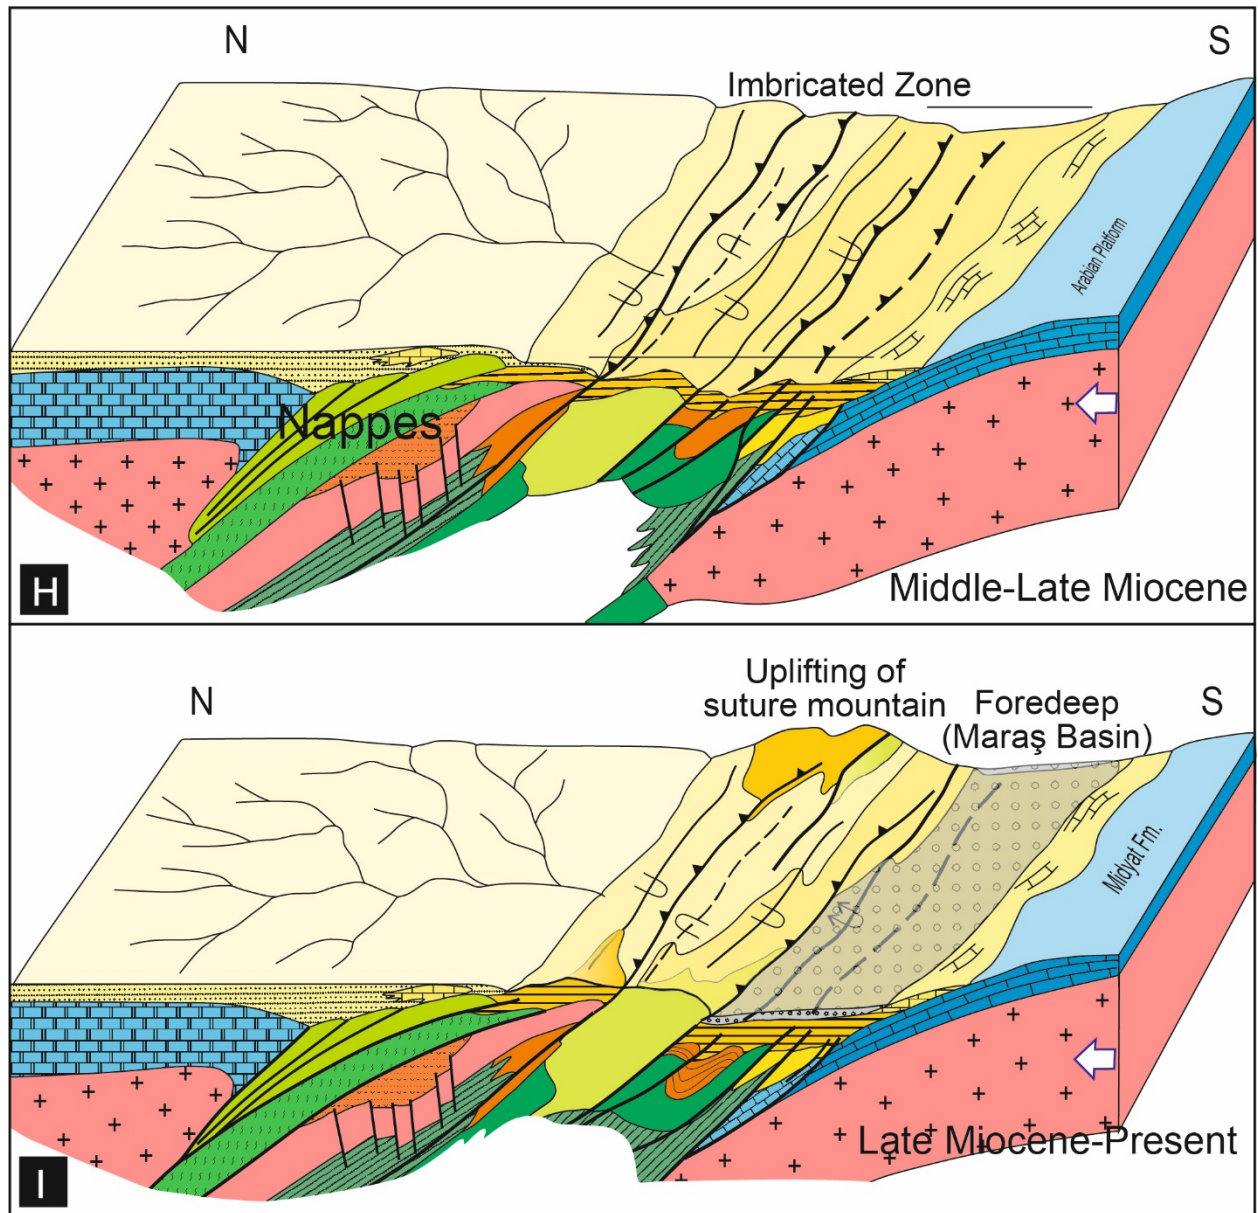 N
S
Imbricated Zone
Arabian Platform
Nappes
H
Middle-Late Miocene
Uplifting of
suture mountain
Foredeep
(Maraş Basin)
N
S
Midyat Fm.
Late Miocene-Present
I